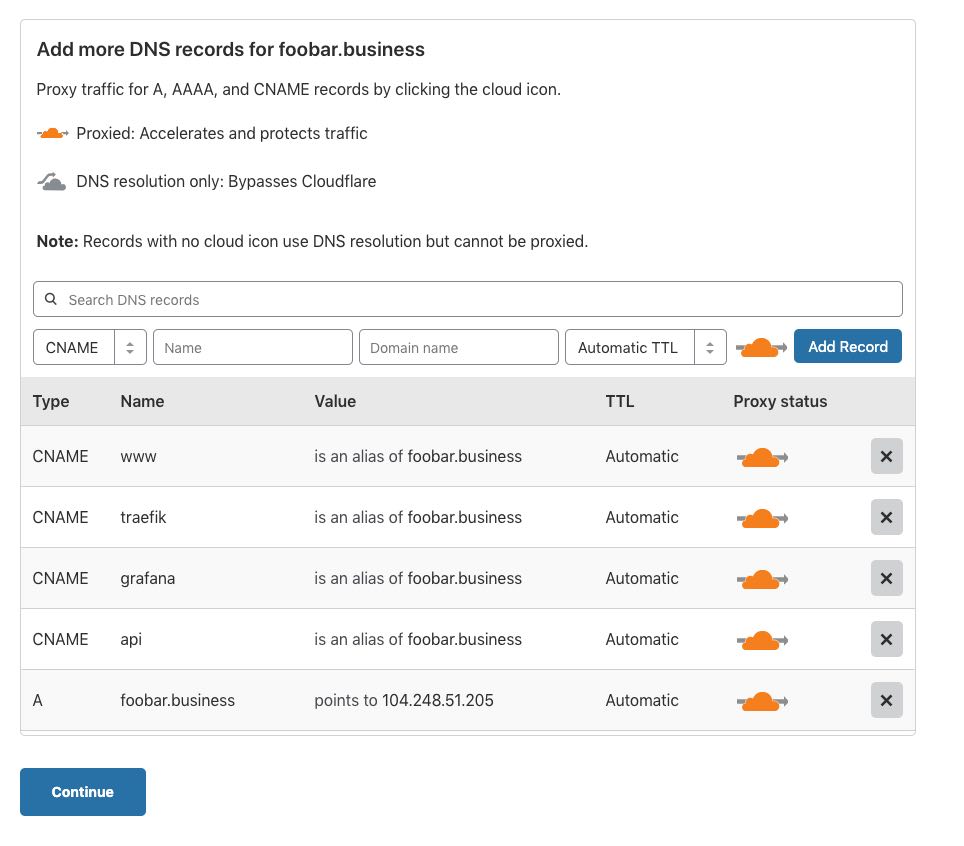 Add more DNS records for foobar.business
Proxy traffic for A, AAAA, and CNAME records by clicking the cloud icon.
Proxied: Accelerates and protects traffic
DNS resolution only: Bypasses Cloudflare
Note: Records with no cloud icon use DNS resolution but cannot be proxied.
Search DNS records
CNAME Name Domain name Automatic TTL Add Record
Type Name Value TTL Proxy status
CNAME www is an alias of foobar.business Automatic
CNAME traefik is an alias of foobar.business Automatic
CNAME grafana is an alias of foobar.business Automatic
CNAME api is an alias of foobar.business Automatic
A foobar.business points to 104.248.51.205 Automatic
Continue